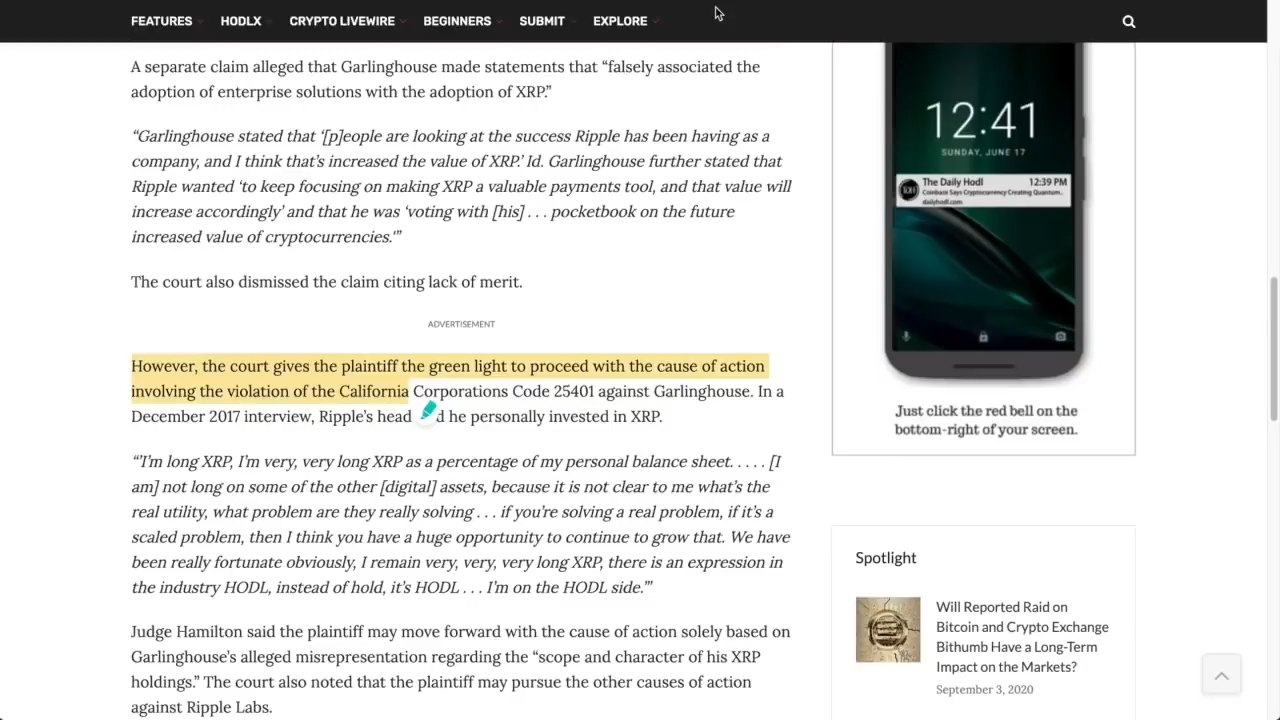 FEATURES HODLX CRYPTO LIVEWIRE BEGINNERS SUBMIT EXPLORE
A separate claim alleged that Garlinghouse made statements that “falsely associated the
adoption of enterprise solutions with the adoption of XRP.”
“Garlinghouse stated that ‘[p]eople are looking at the success Ripple has been having as a
company, and I think that’s increased the value of XRP.’ Id. Garlinghouse further stated that
Ripple wanted ‘to keep focusing on making XRP a valuable payments tool, and that value will
increase accordingly’ and that he was ‘voting with [his] . . . pocketbook on the future
increased value of cryptocurrencies.’”
The court also dismissed the claim citing lack of merit.
ADVERTISEMENT
However, the court gives the plaintiff the green light to proceed with the cause of action
involving the violation of the California Corporations Code 25401 against Garlinghouse. In a
December 2017 interview, Ripple’s head he personally invested in XRP.
“‘I’m long XRP, I’m very, very long XRP as a percentage of my personal balance sheet. . . . . [I
am] not long on some of the other [digital] assets, because it is not clear to me what’s the
real utility, what problem are they really solving . . . if you’re solving a real problem, if it’s a
scaled problem, then I think you have a huge opportunity to continue to grow that. We have
been really fortunate obviously, I remain very, very, very long XRP, there is an expression in
the industry HODL, instead of hold, it’s HODL . . . I’m on the HODL side.’”
Judge Hamilton said the plaintiff may move forward with the cause of action solely based on
Garlinghouse’s alleged misrepresentation regarding the “scope and character of his XRP
holdings.” The court also noted that the plaintiff may pursue the other causes of action
against Ripple Labs.
12:41
SUNDAY, JUNE 17
The Daily Hodl 12:39 PM
Coinbase Says Cryptocurrency Creating Quantum..
dailyhodl.com
Just click the red bell on the
bottom-right of your screen.
Spotlight
Will Reported Raid on
Bitcoin and Crypto Exchange
Bithumb Have a Long-Term
Impact on the Markets?
September 3, 2020